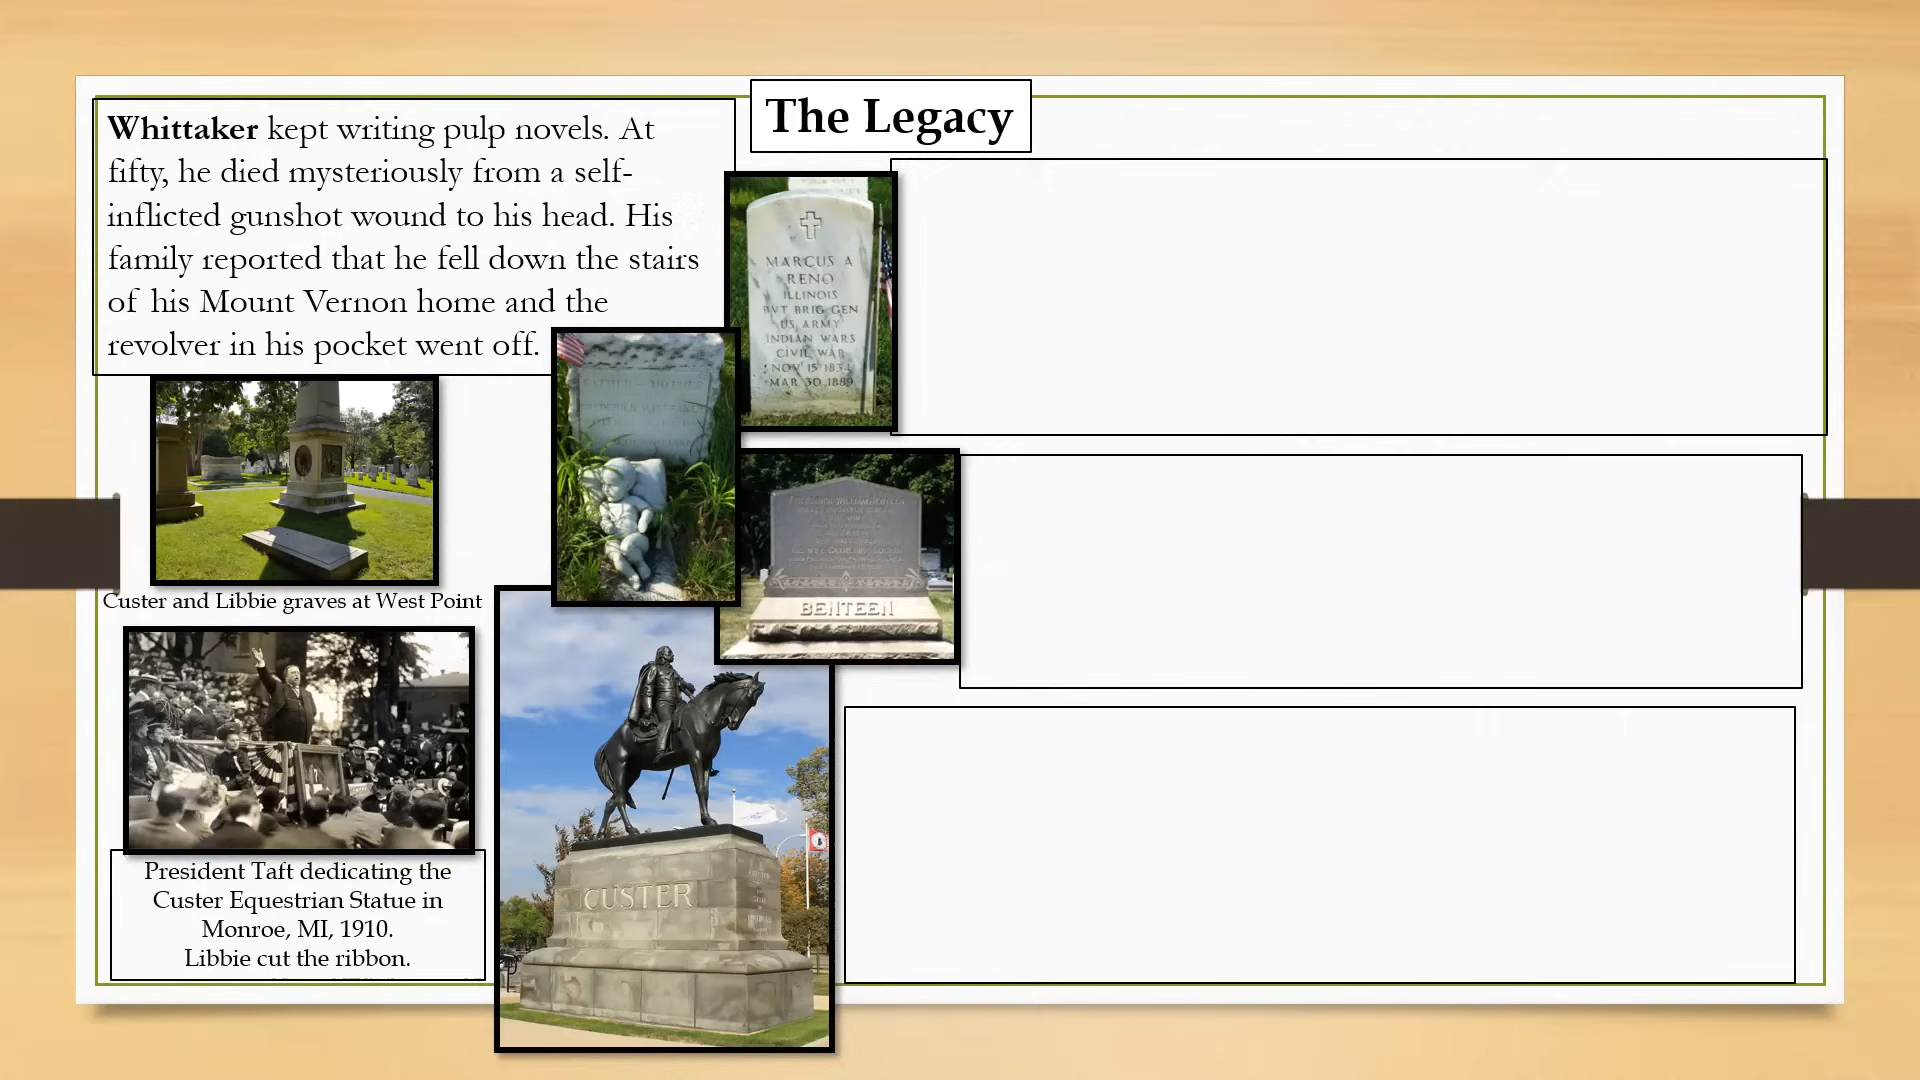 The Legacy
Whittaker kept writing pulp novels. At
fifty, he died mysteriously from a self-
inflicted gunshot wound to his head. His
family reported that he fell down the stairs
of his Mount Vernon home and the
revolver in his pocket went off.
MARCUS A
RENO
ILLINOIS
BVT BRIG GEN
US ARMY
INDIAN WARS
CIVIL WAR
NOV 15 1834
MAR 30 1889
BENTEEN
Custer and Libbie graves at West Point
CUSTER
President Taft dedicating the
Custer Equestrian Statue in
Monroe, MI, 1910.
Libbie cut the ribbon.